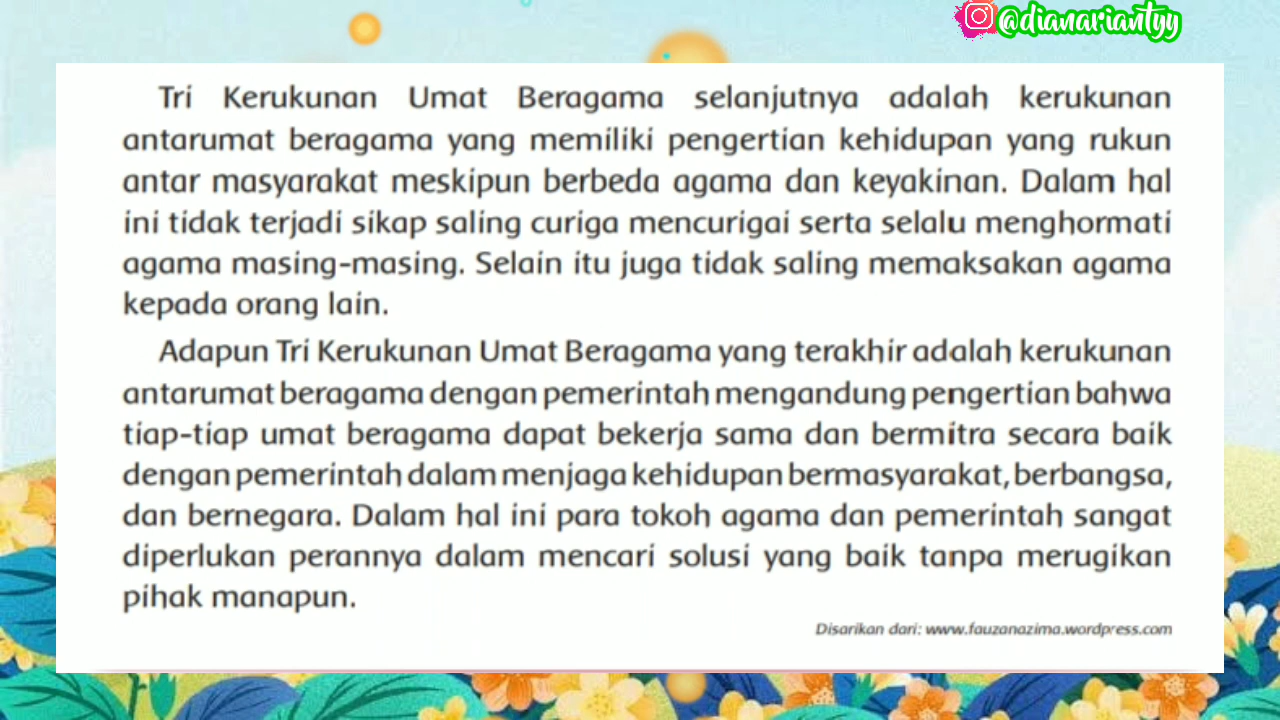 @dianariantyy
Tri Kerukunan Umat Beragama selanjutnya adalah kerukunan
antarumat beragama yang memiliki pengertian kehidupan yang rukun
antar masyarakat meskipun berbeda agama dan keyakinan. Dalam hal
ini tidak terjadi sikap saling curiga mencurigai serta selalu menghormati
agama masing-masing. Selain itu juga tidak saling memaksakan agama
kepada orang lain.
Adapun Tri Kerukunan Umat Beragama yang terakhir adalah kerukunan
antarumat beragama dengan pemerintah mengandung pengertian bahwa
tiap-tiap umat beragama dapat bekerja sama dan bermitra secara baik
dengan pemerintah dalam menjaga kehidupan bermasyarakat, berbangsa,
dan bernegara. Dalam hal ini para tokoh agama dan pemerintah sangat
diperlukan perannya dalam mencari solusi yang baik tanpa merugikan
pihak manapun.
Disarikan dari: www.fauzanazima.wordpress.com